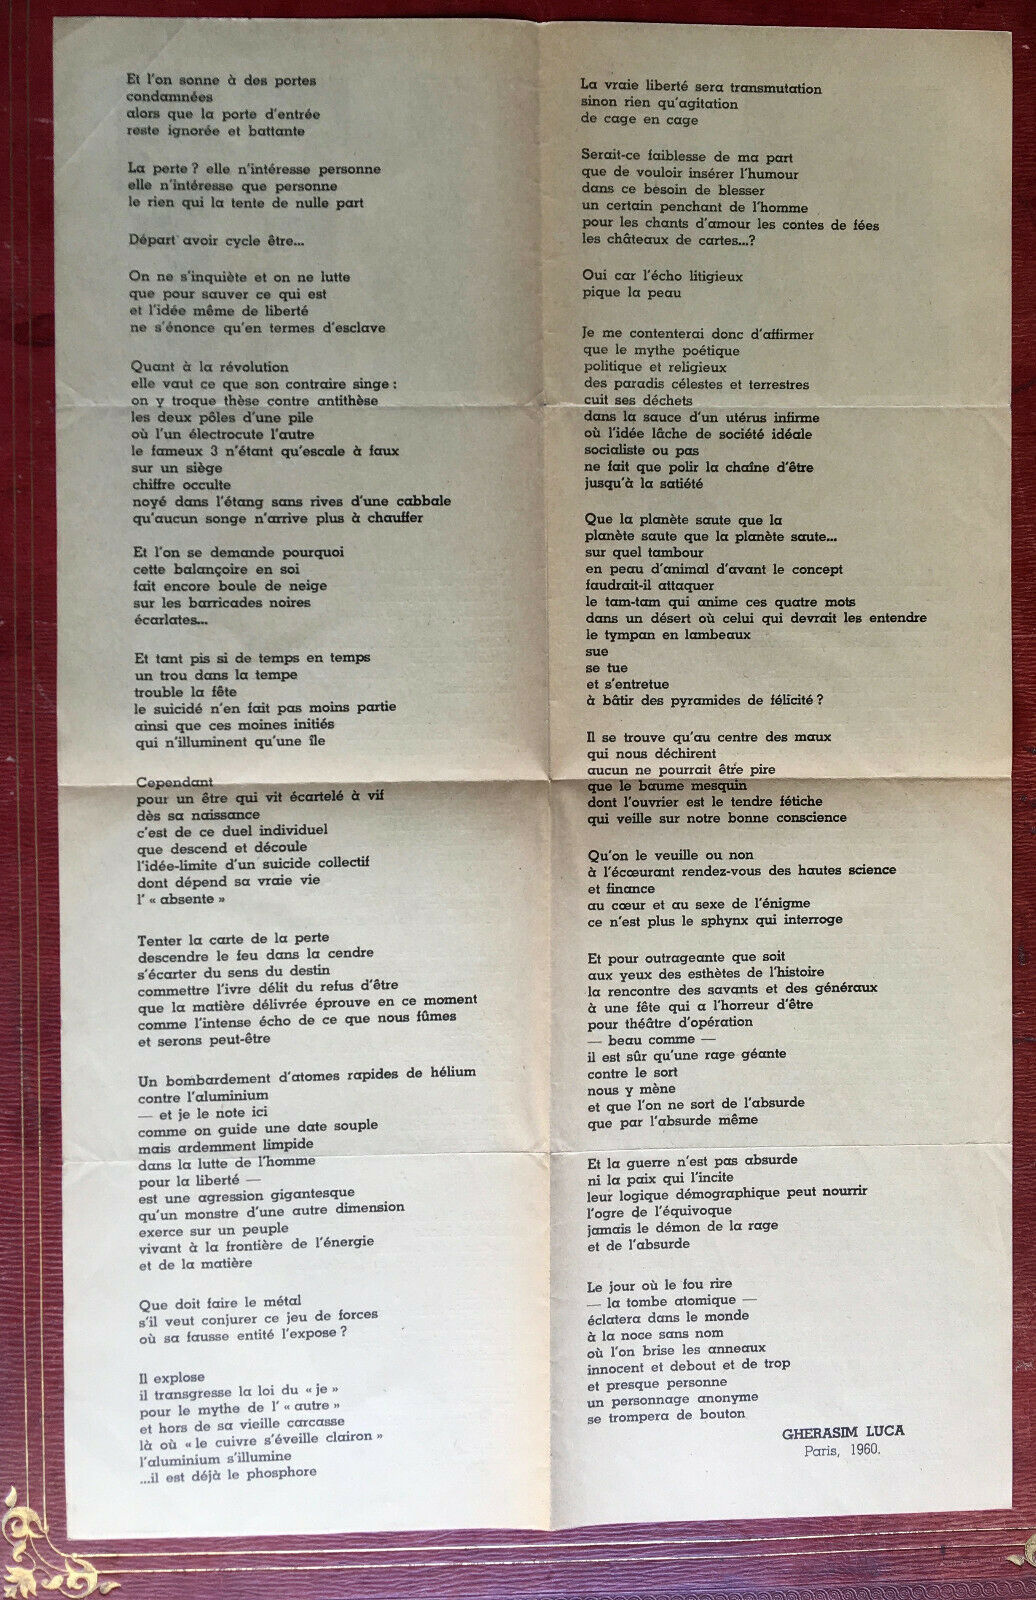 Et l'on sonne à des portes
condamnées
alors que la porte d'entrée
reste ignorée et battante
La perte ? elle n'intéresse personne
elle n'intéresse que personne
le rien qui la tente de nulle part
Départ avoir cycle être...
On ne s'inquiète et on ne lutte
que pour sauver ce qui est
et l'idée même de liberté
ne s'énonce qu'en termes d'esclave
Quant à la révolution
elle vaut ce que son contraire singe :
on y troque thèse contre antithèse
les deux pôles d'une pile
où l'un électrocute l'autre
le fameux 3 n'étant qu'escale à faux
sur un siège
chiffre occulte
noyé dans l'étang sans rives d'une cabbale
qu'aucun songe n'arrive plus à chauffer
Et l'on se demande pourquoi
cette balançoire en soi
fait encore boule de neige
sur les barricades noires
écarlates...
Et tant pis si de temps en temps
un trou dans la tempe
trouble la fête
le suicidé n'en fait pas moins partie
ainsi que ces moines initiés
qui n'illuminent qu'une île
Cependant
pour un être qui vit écartelé à vif
dès sa naissance
c'est de ce duel individuel
que descend et découle
l'idée-limite d'un suicide collectif
dont dépend sa vraie vie
l' « absente »
Tenter la carte de la perte
descendre le feu dans la cendre
s'écarter du sens du destin
commettre l'ivre délit du refus d'être
que la matière délivrée éprouve en ce moment
comme l'intense écho de ce que nous fûmes
et serons peut-être
Un bombardement d'atomes rapides de hélium
contre l'aluminium
— et je le note ici
comme on guide une date souple
mais ardemment limpide
dans la lutte de l'homme
pour la liberté —
est une agression gigantesque
qu'un monstre d'une autre dimension
exerce sur un peuple
vivant à la frontière de l'énergie
et de la matière
Que doit faire le métal
s'il veut conjurer ce jeu de forces
où sa fausse entité l'expose ?
Il explose
il transgresse la loi du « je »
pour le mythe de l' « autre »
et hors de sa vieille carcasse
là où « le cuivre s'éveille clairon »
l'aluminium s'illumine
...il est déjà le phosphore
La vraie liberté sera transmutation
sinon rien qu'agitation
de cage en cage
Serait-ce faiblesse de ma part
que de vouloir insérer l'humour
dans ce besoin de blesser
un certain penchant de l'homme
pour les chants d'amour les contes de fées
les châteaux de cartes...?
Oui car l'écho litigieux
pique la peau
Je me contenterai donc d'affirmer
que le mythe poétique
politique et religieux
des paradis célestes et terrestres
cuit ses déchets
dans la sauce d'un utérus infirme
où l'idée lâche de société idéale
socialiste ou pas
ne fait que polir la chaîne d'être
jusqu'à la satiété
Que la planète saute que la
planète saute que la planète saute...
sur quel tambour
en peau d'animal d'avant le concept
faudrait-il attaquer
le tam-tam qui anime ces quatre mots
dans un désert où celui qui devrait les entendre
le tympan en lambeaux
sue
se tue
et s'entretue
à bâtir des pyramides de félicité ?
Il se trouve qu'au centre des maux
qui nous déchirent
aucun ne pourrait être pire
que le baume mesquin
dont l'ouvrier est le tendre fétiche
qui veille sur notre bonne conscience
Qu'on le veuille ou non
à l'écœurant rendez-vous des hautes science
et finance
au cœur et au sexe de l'énigme
ce n'est plus le sphynx qui interroge
Et pour outrageante que soit
aux yeux des esthètes de l'histoire
la rencontre des savants et des généraux
à une fête qui a l'horreur d'être
pour théâtre d'opération
— beau comme —
il est sûr qu'une rage géante
contre le sort
nous y mène
et que l'on ne sort de l'absurde
que par l'absurde même
Et la guerre n'est pas absurde
ni la paix qui l'incite
leur logique démographique peut nourrir
l'ogre de l'équivoque
jamais le démon de la rage
et de l'absurde
Le jour où le fou rire
— la tombe atomique —
éclatera dans le monde
à la noce sans nom
où l'on brise les anneaux
innocent et debout et de trop
et presque personne
un personnage anonyme
se trompera de bouton
GHERASIM LUCA
Paris, 1960.